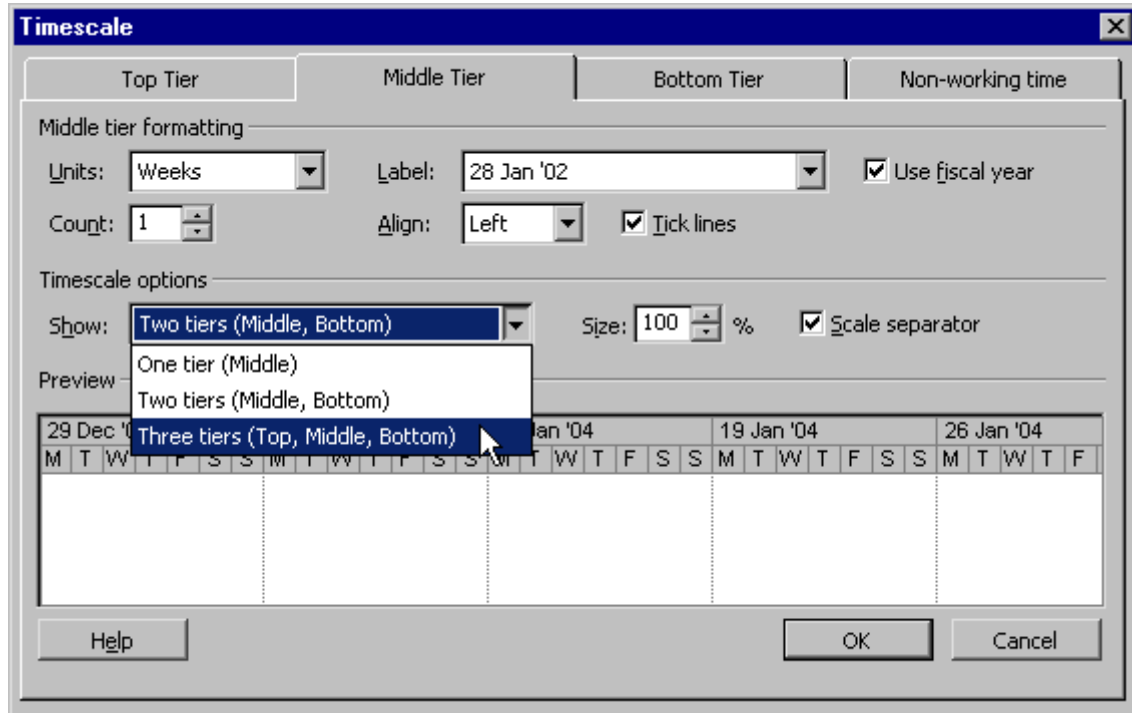 Timescale
Top Tier Middle Tier Bottom Tier Non-working time
Middle tier formatting
Units: Weeks Label: 28 Jan '02 Use fiscal year
Count: 1 Align: Left Tick lines
Timescale options
Show: Two tiers (Middle, Bottom) Size: 100 % Scale separator
One tier (Middle)
Preview
Two tiers (Middle, Bottom)
29 Dec Three tiers (Top, Middle, Bottom) Jan '04 19 Jan '04 26 Jan '04
M T W T F S S M T W T F S S M T W T F S S M T W T F S S M T W T F
Help OK Cancel